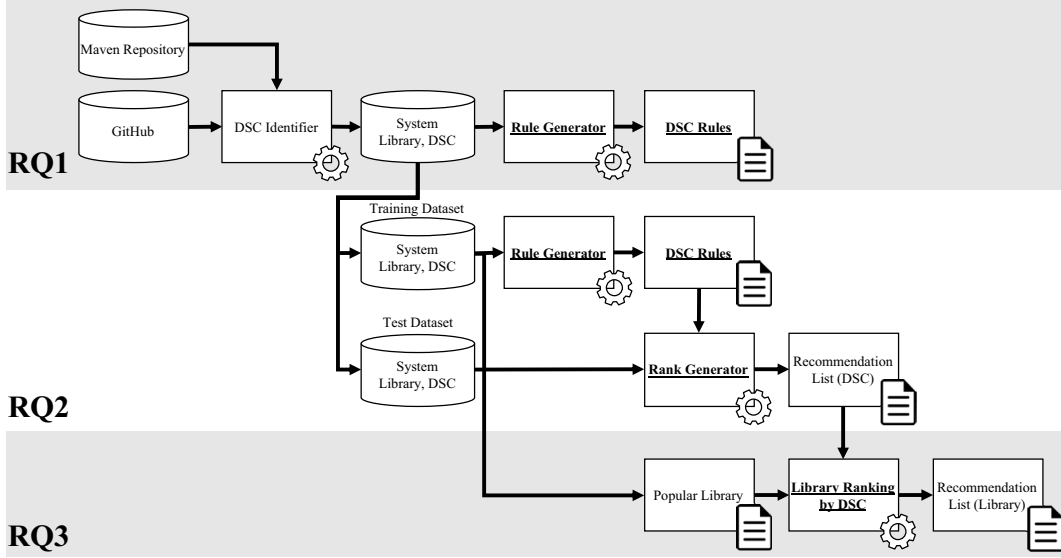 Maven Repository
GitHub
DSC Identifier
System
Library, DSC
Rule Generator
DSC Rules
RQ1
Training Dataset
System
Library, DSC
Rule Generator
DSC Rules
Test Dataset
System
Library, DSC
Rank Generator
Recommendation
List (DSC)
RQ2
Popular Library
Library Ranking
by DSC
Recommendation
List (Library)
RQ3